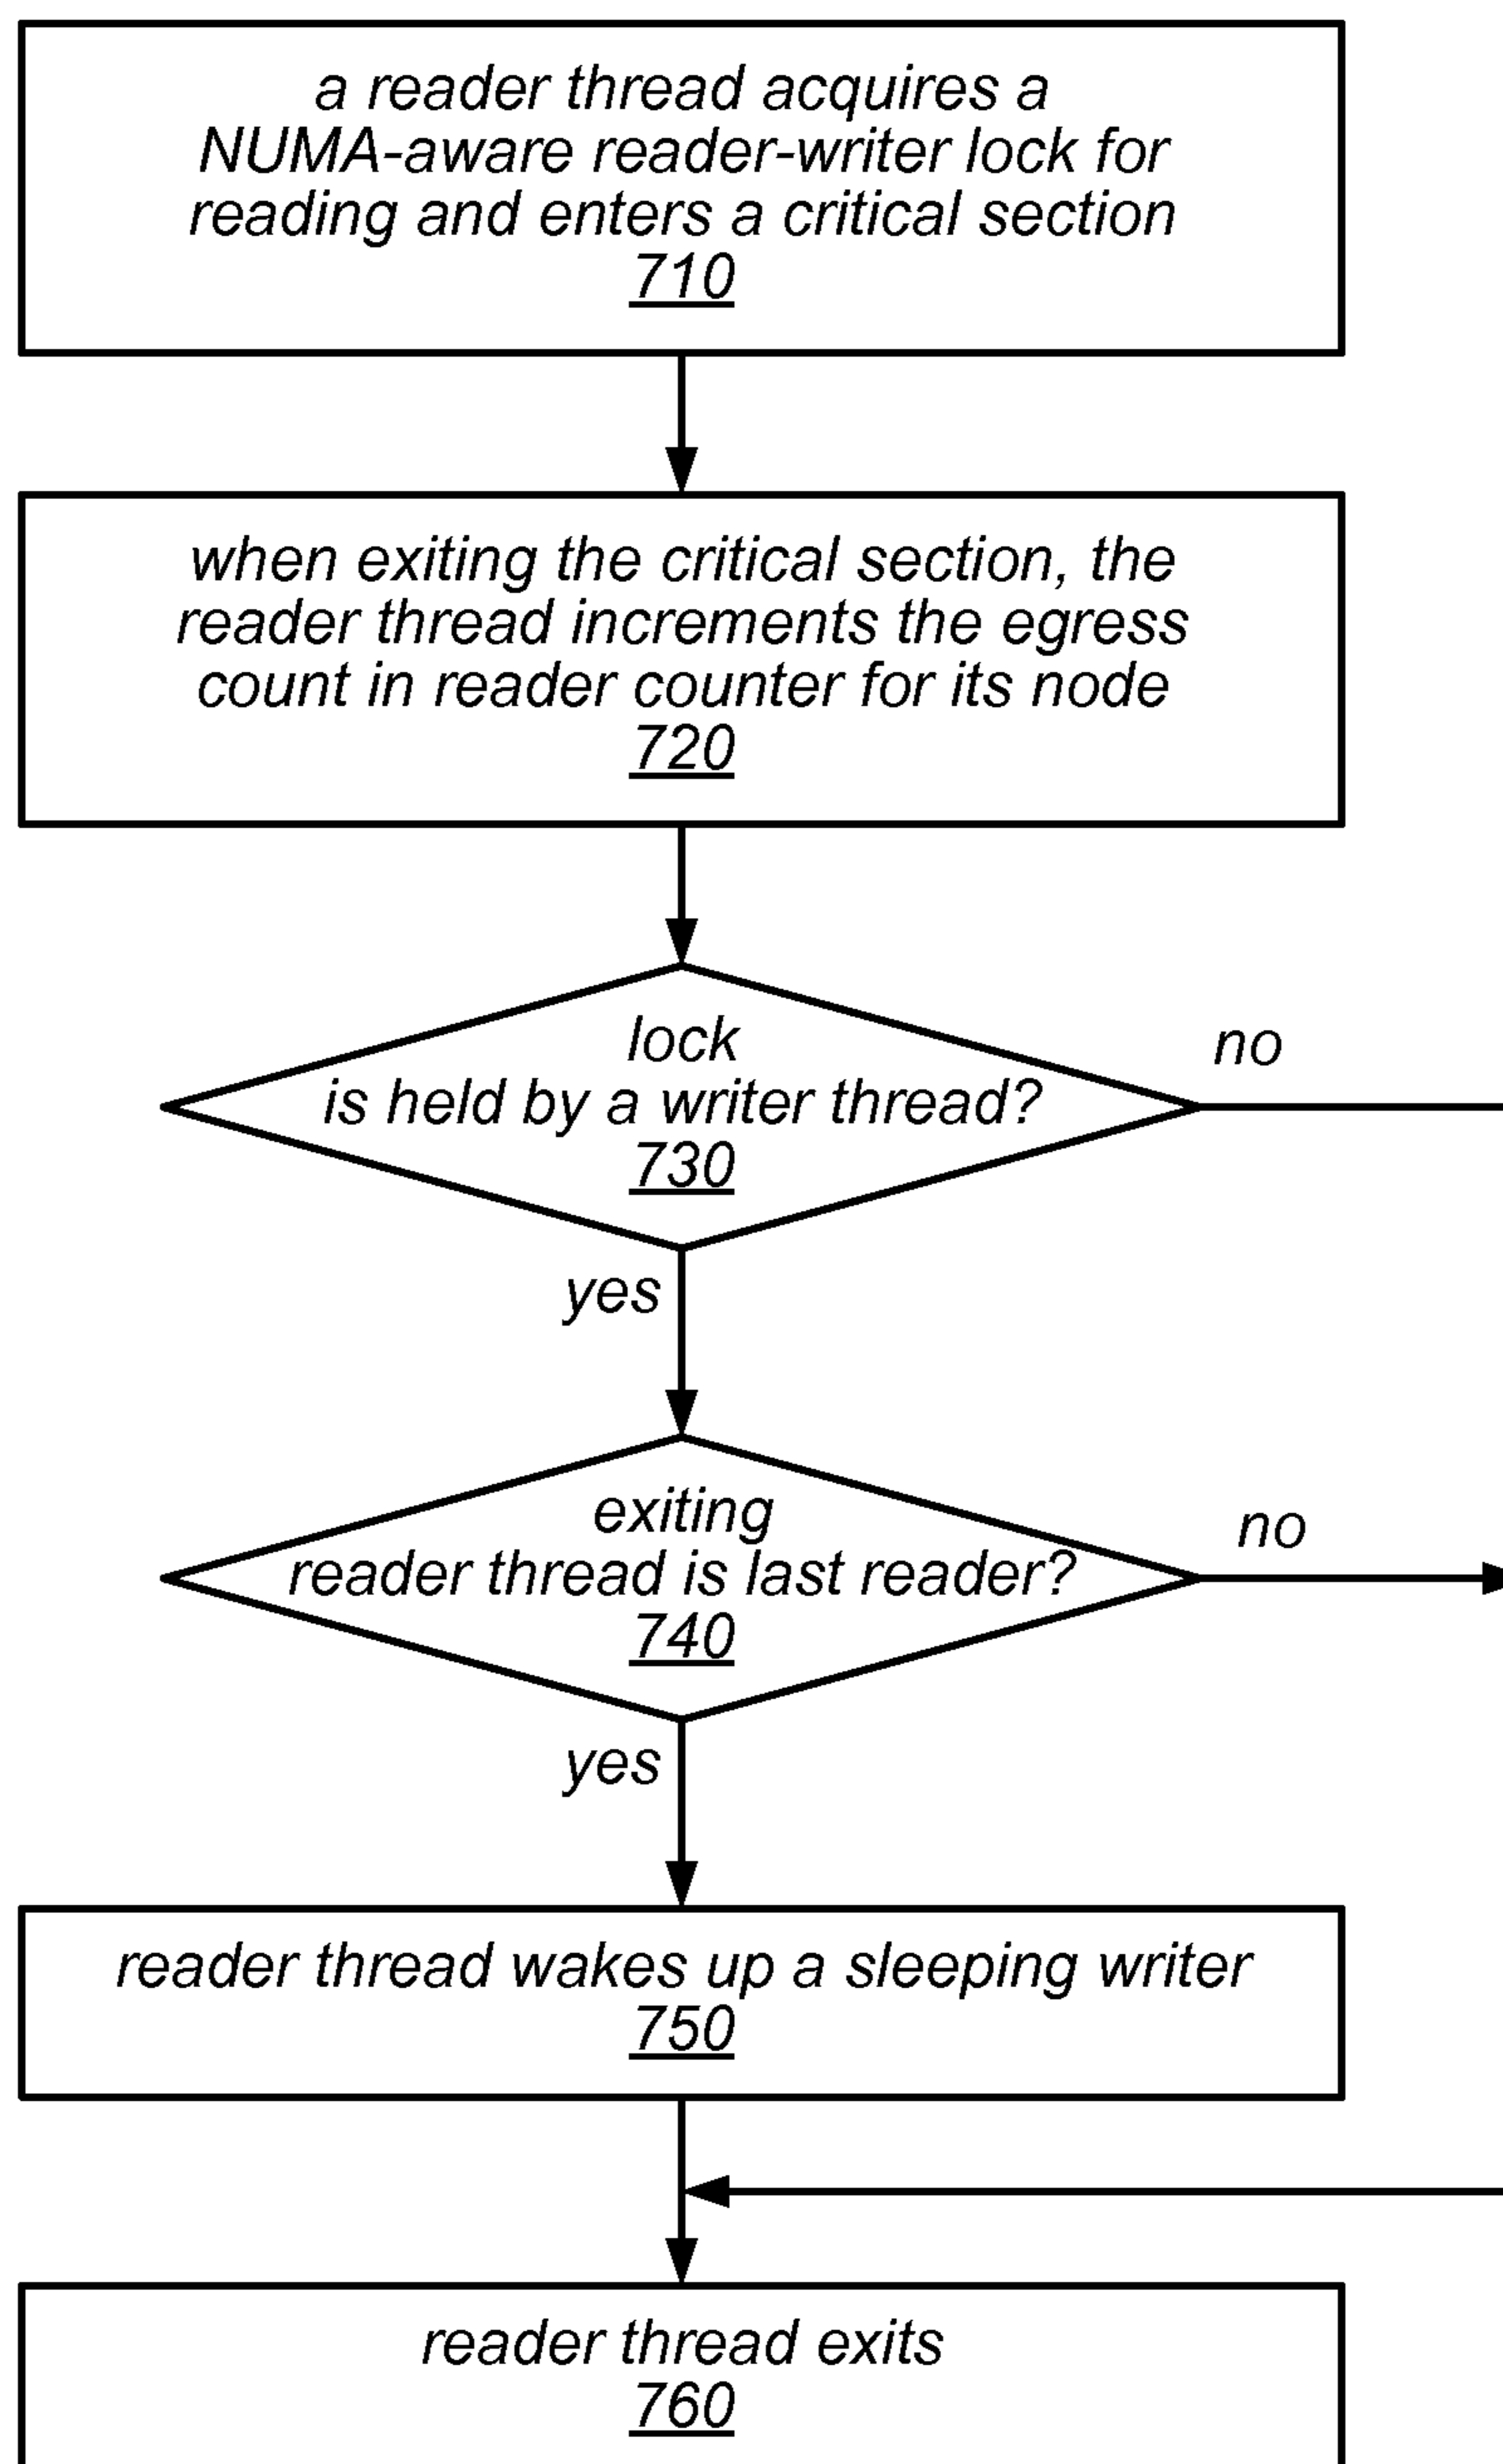 a reader thread acquires a
NUMA-aware reader-writer lock for
reading and enters a critical section
710
when exiting the critical section, the
reader thread increments the egress
count in reader counter for its node
720
lock
is held by a writer thread?
730
no
yes
exiting
reader thread is last reader?
740
no
yes
reader thread wakes up a sleeping writer
750
reader thread exits
760